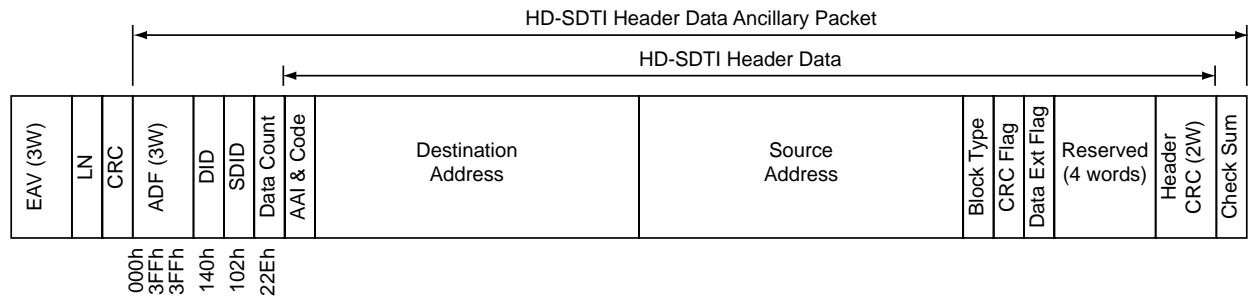 HD-SDTI Header Data Ancillary Packet
HD-SDTI Header Data
EAV (3W)
LN
CRC
ADF (3W)
DID
SDID
Data Count
AAI & Code
Destination
Address
Source
Address
Block Type
CRC Flag
Data Ext Flag
Reserved
(4 words)
Header
CRC (2W)
Check Sum
000h
3FFh
3FFh
140h
102h
22Eh